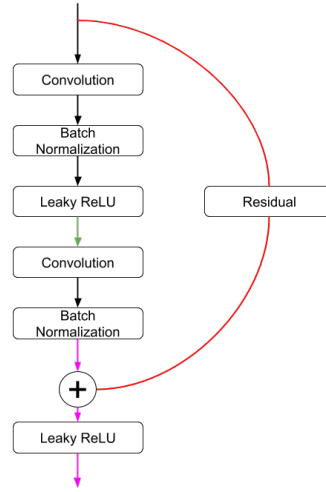 Convolution
Batch
Normalization
Leaky ReLU
Residual
Convolution
Batch
Normalization
+
Leaky ReLU